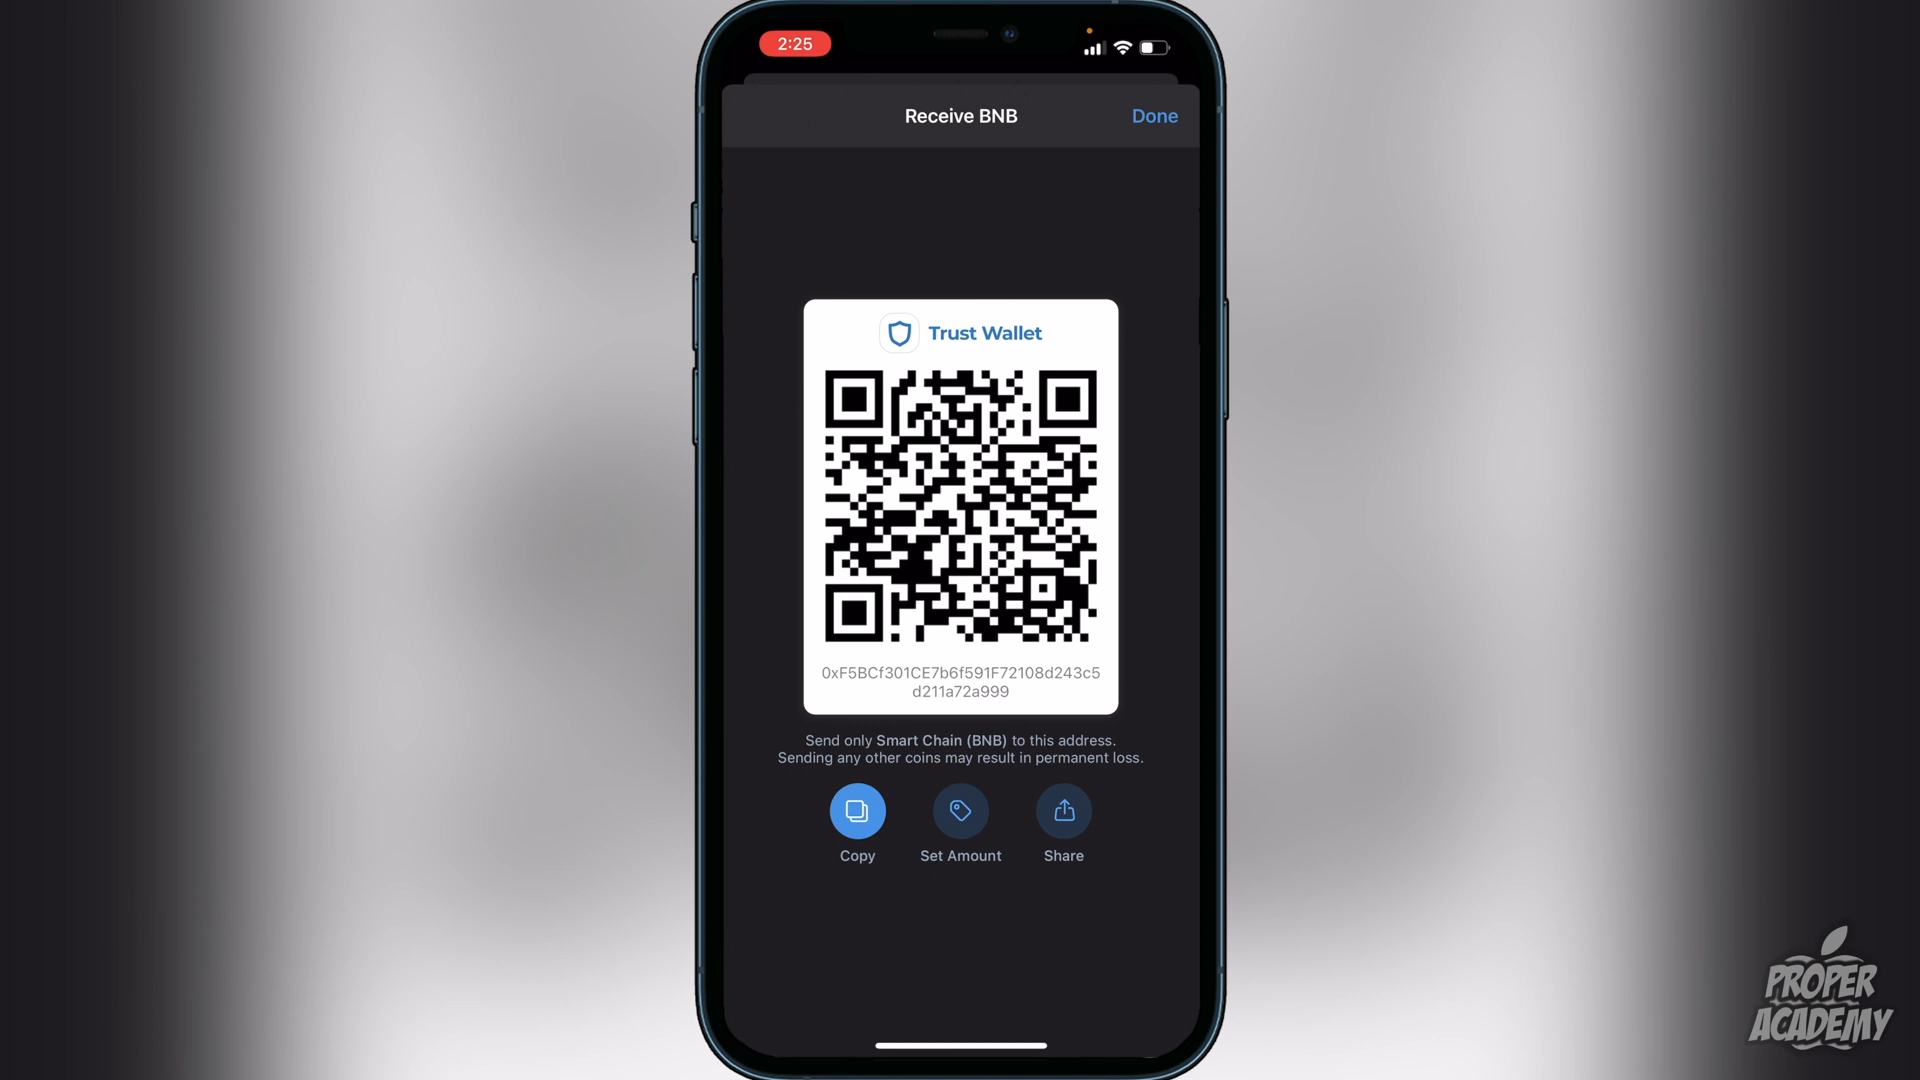 2:25
Receive BNB
Done
Trust Wallet
0xF5BCf301CE7b6f591F72108d243c5
d211a72a999
Send only Smart Chain (BNB) to this address.
Sending any other coins may result in permanent loss.
Copy
Set Amount
Share
PROPER
ACADEMY